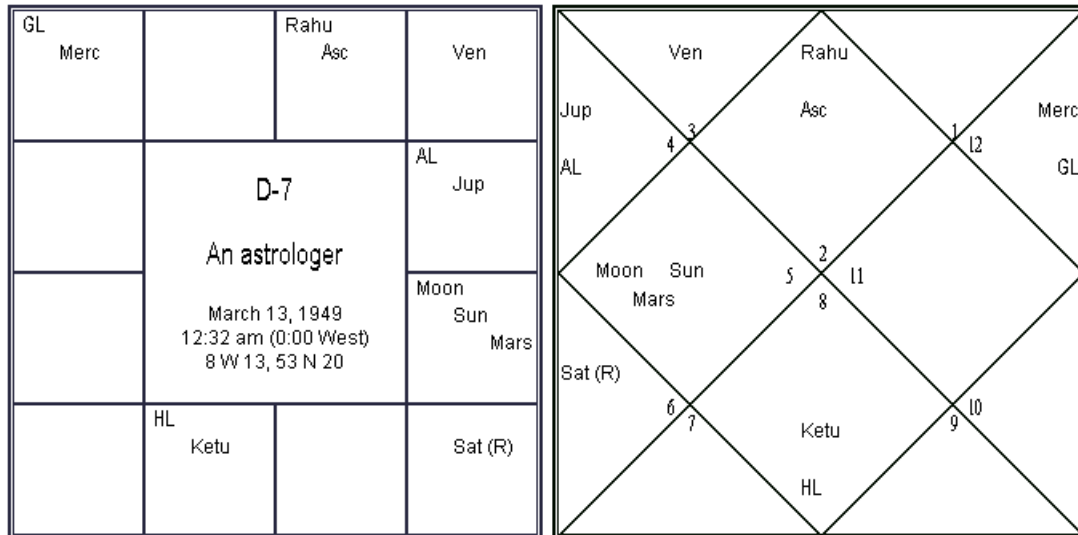 GL
Merc
Rahu
Asc
Ven
AL
Jup
D-7
An astrologer
March 13, 1949
12:32 am (0:00 West)
8 W 13, 53 N 20
Moon
Sun
Mars
HL
Ketu
Sat (R)
Ven
Rahu
Jup
Asc
Merc
3
1
4
12
AL
GL
2
Moon Sun
5
11
Mars
8
Sat (R)
6
10
7
9
Ketu
HL